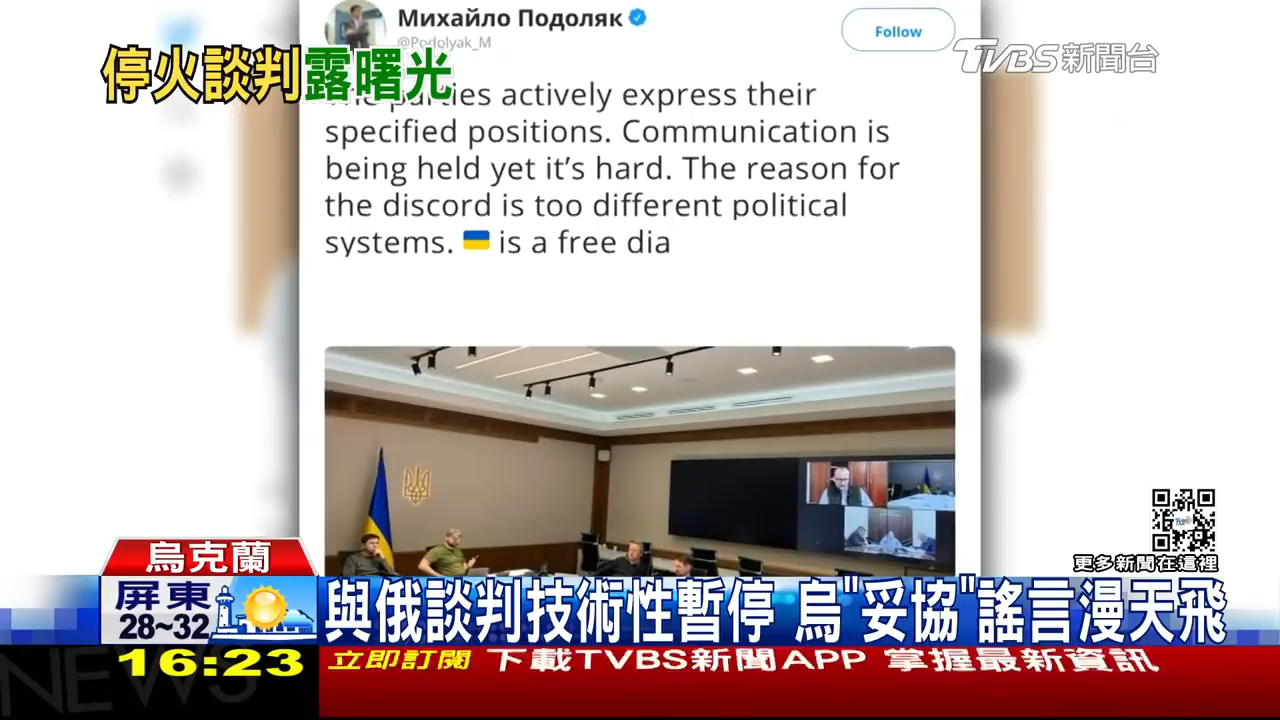 Михайло Подоляк
@Podolyak_M
Follow
TVBS新聞台
停火談判露曙光
The parties actively express their
specified positions. Communication is
being held yet it's hard. The reason for
the discord is too different political
systems. 🇺🇦 is a free dia
更多新聞在這裡
烏克蘭
屏東
28~32
與俄談判技術性暫停 烏"妥協"謠言漫天飛
16:23
立即訂閱 下載TVBS新聞APP 掌握最新資訊
NEWS